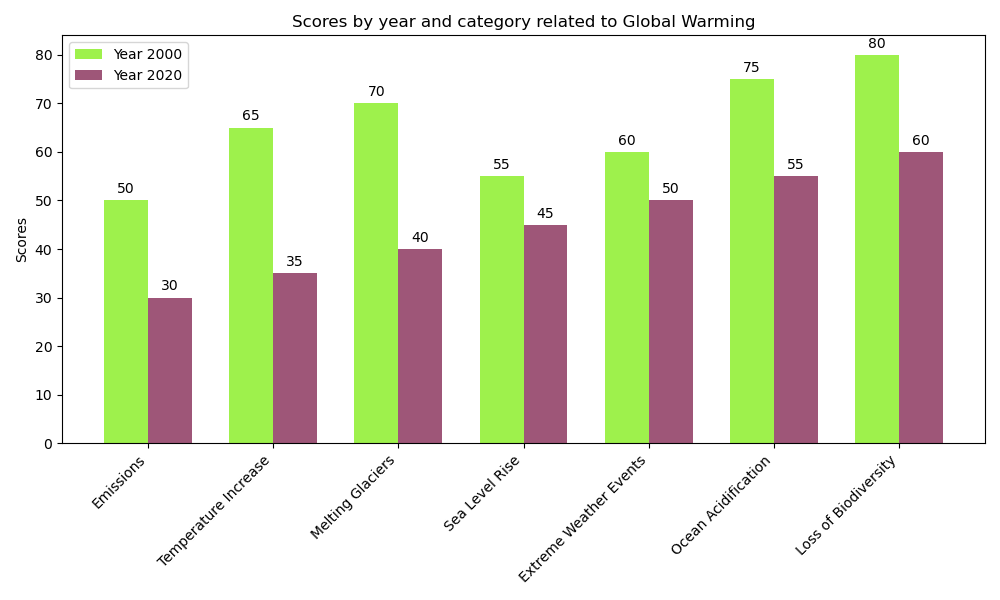 Scores by year and category related to Global Warming
Year 2000
Year 2020
Scores
80
70
60
50
40
30
20
10
0
50
30
65
35
70
40
55
45
60
50
75
55
80
60
Emissions
Temperature Increase
Melting Glaciers
Sea Level Rise
Extreme Weather Events
Ocean Acidification
Loss of Biodiversity